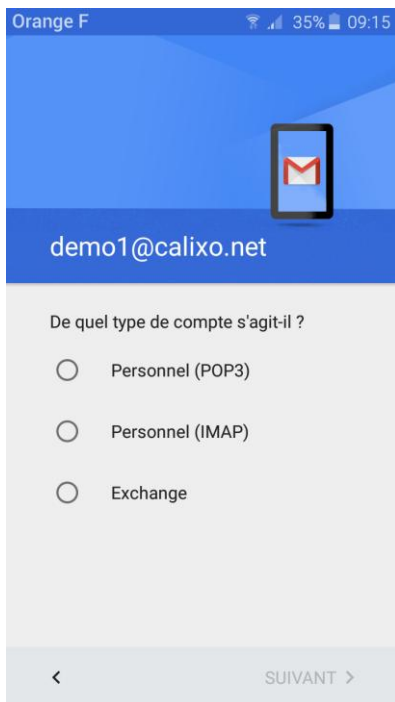 Orange F 35% 09:15
demo1@calixo.net
De quel type de compte s'agit-il ?
Personnel (POP3)
Personnel (IMAP)
Exchange
SUIVANT